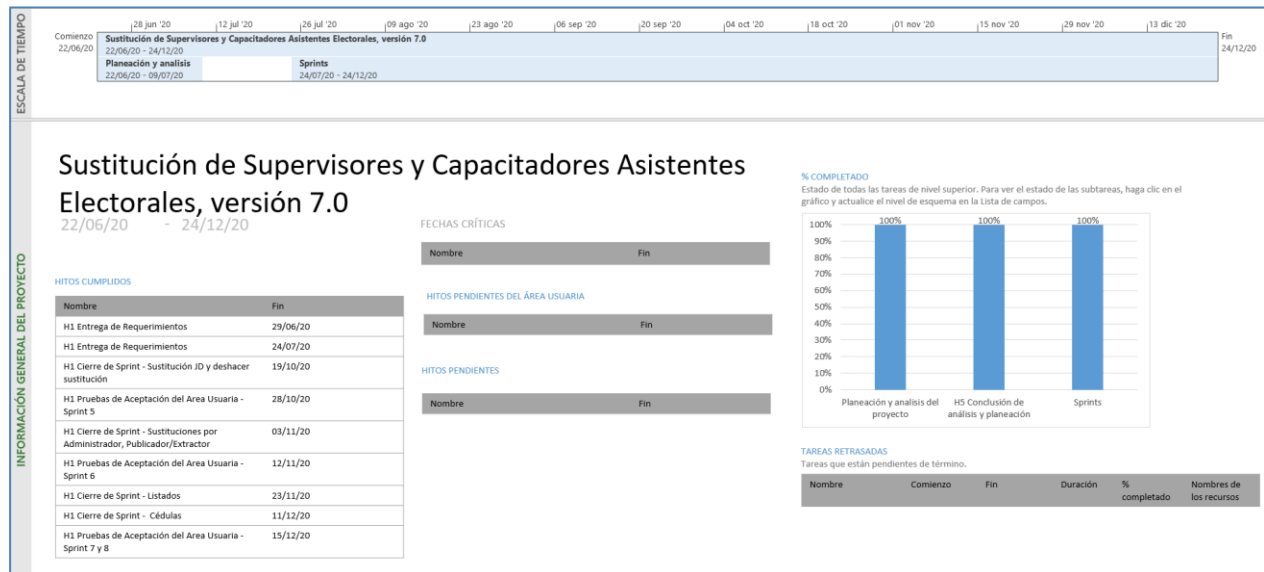 ESCALA DE TIEMPO
28 jun '20
12 jul '20
26 jul '20
09 ago '20
23 ago '20
06 sep '20
20 sep '20
04 oct '20
18 oct '20
01 nov '20
15 nov '20
29 nov '20
13 dic '20
Comienzo
22/06/20
Sustitución de Supervisores y Capacitadores Asistentes Electorales, versión 7.0
22/06/20 - 24/12/20
Planeación y analisis
22/06/20 - 09/07/20
Sprints
24/07/20 - 24/12/20
Fin
24/12/20
INFORMACIÓN GENERAL DEL PROYECTO
Sustitución de Supervisores y Capacitadores Asistentes
Electorales, versión 7.0
22/06/20 - 24/12/20
HITOS CUMPLIDOS
Nombre Fin
H1 Entrega de Requerimientos 29/06/20
H1 Entrega de Requerimientos 24/07/20
H1 Cierre de Sprint - Sustitución JD y deshacer 19/10/20
sustitución
H1 Pruebas de Aceptación del Area Usuaria - 28/10/20
Sprint 5
H1 Cierre de Sprint - Sustituciones por 03/11/20
Administrador, Publicador/Extractor
H1 Pruebas de Aceptación del Area Usuaria - 12/11/20
Sprint 6
H1 Cierre de Sprint - Listados 23/11/20
H1 Cierre de Sprint - Cédulas 11/12/20
H1 Pruebas de Aceptación del Area Usuaria - 15/12/20
Sprint 7 y 8
FECHAS CRÍTICAS
Nombre Fin
HITOS PENDIENTES DEL ÁREA USUARIA
Nombre Fin
HITOS PENDIENTES
Nombre Fin
% COMPLETADO
Estado de todas las tareas de nivel superior. Para ver el estado de las subtareas, haga clic en el
gráfico y actualice el nivel de esquema en la Lista de campos.
100%
90%
80%
70%
60%
50%
40%
30%
20%
10%
0%
100% 100% 100%
Planeación y analisis del
proyecto
H5 Conclusión de
análisis y planeación
Sprints
TAREAS RETRASADAS
Tareas que están pendientes de término.
Nombre Comienzo Fin Duración % Nombres de
completado los recursos